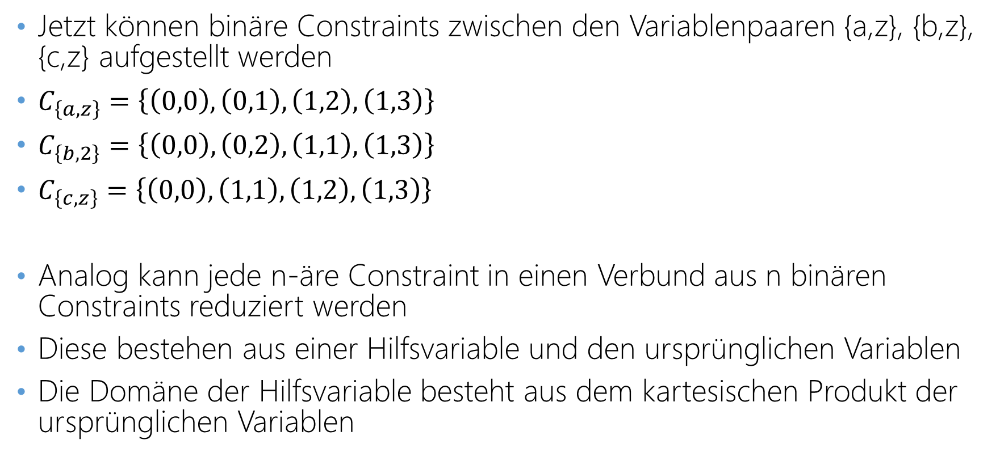 • Jetzt können binäre Constraints zwischen den Variablenpaaren {a,z}, {b,z},
{c,z} aufgestellt werden
• C_{a,z} = {(0,0), (0,1), (1,2), (1,3)}
• C_{b,2} = {(0,0), (0,2), (1,1), (1,3)}
• C_{c,z} = {(0,0), (1,1), (1,2), (1,3)}
• Analog kann jede n-äre Constraint in einen Verbund aus n binären
Constraints reduziert werden
• Diese bestehen aus einer Hilfsvariable und den ursprünglichen Variablen
• Die Domäne der Hilfsvariable besteht aus dem kartesischen Produkt der
ursprünglichen Variablen